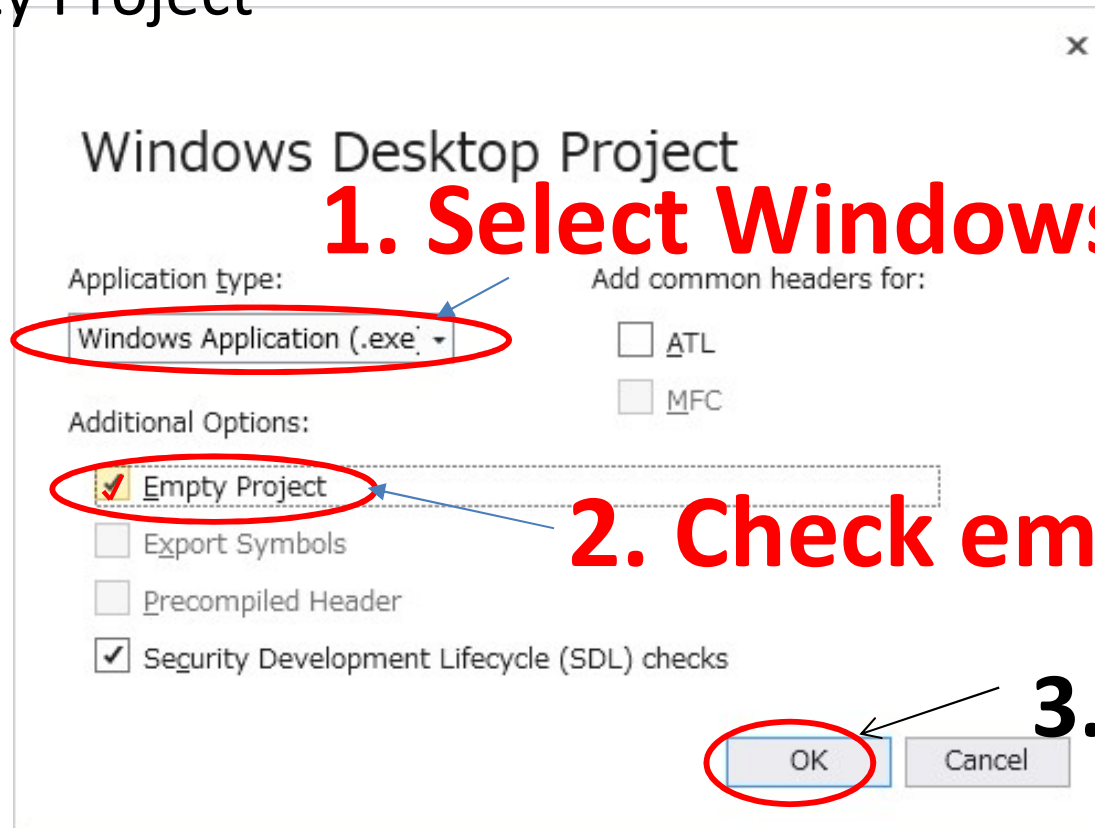 y Project
Windows Desktop Project
1. Select Windows
Application type:
Add common headers for:
Windows Application (.exe)
ATL
MFC
Additional Options:
Empty Project
2. Check em
Export Symbols
Precompiled Header
Security Development Lifecycle (SDL) checks
3.
OK
Cancel